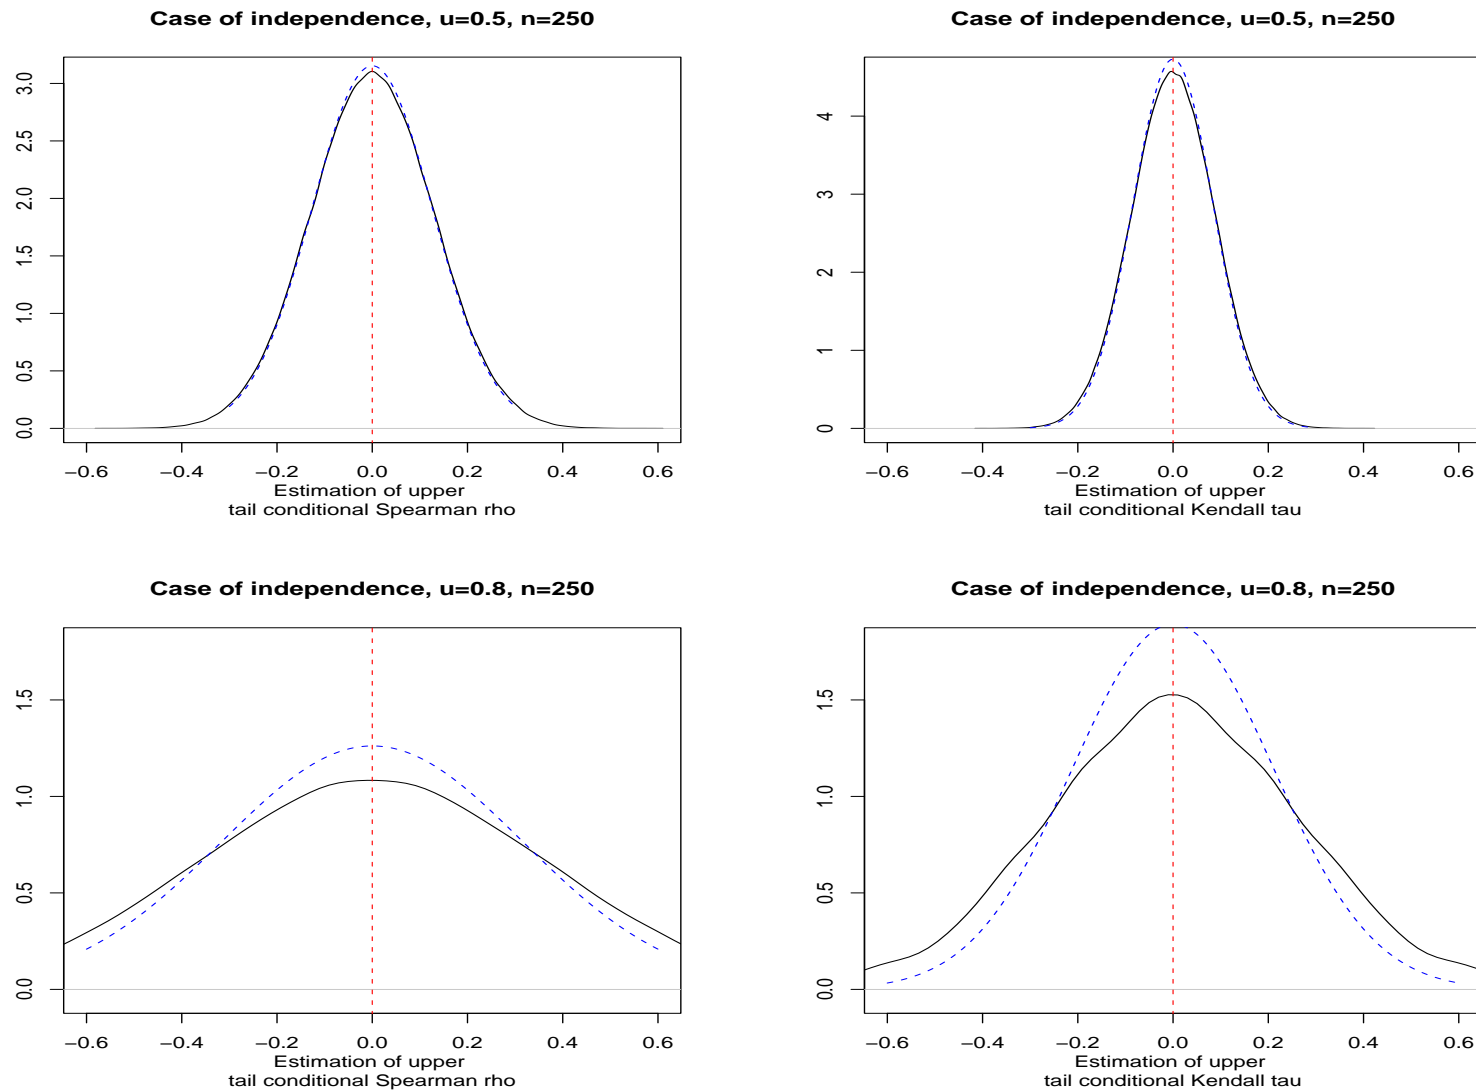 Case of independence, u=0.5, n=250
0.0 0.5 1.0 1.5 2.0 2.5 3.0
−0.6 −0.4 −0.2 0.0 0.2 0.4 0.6
Estimation of upper
tail conditional Spearman rho
Case of independence, u=0.5, n=250
0 1 2 3 4
−0.6 −0.4 −0.2 0.0 0.2 0.4 0.6
Estimation of upper
tail conditional Kendall tau
Case of independence, u=0.8, n=250
0.0 0.5 1.0 1.5
−0.6 −0.4 −0.2 0.0 0.2 0.4 0.6
Estimation of upper
tail conditional Spearman rho
Case of independence, u=0.8, n=250
0.0 0.5 1.0 1.5
−0.6 −0.4 −0.2 0.0 0.2 0.4 0.6
Estimation of upper
tail conditional Kendall tau